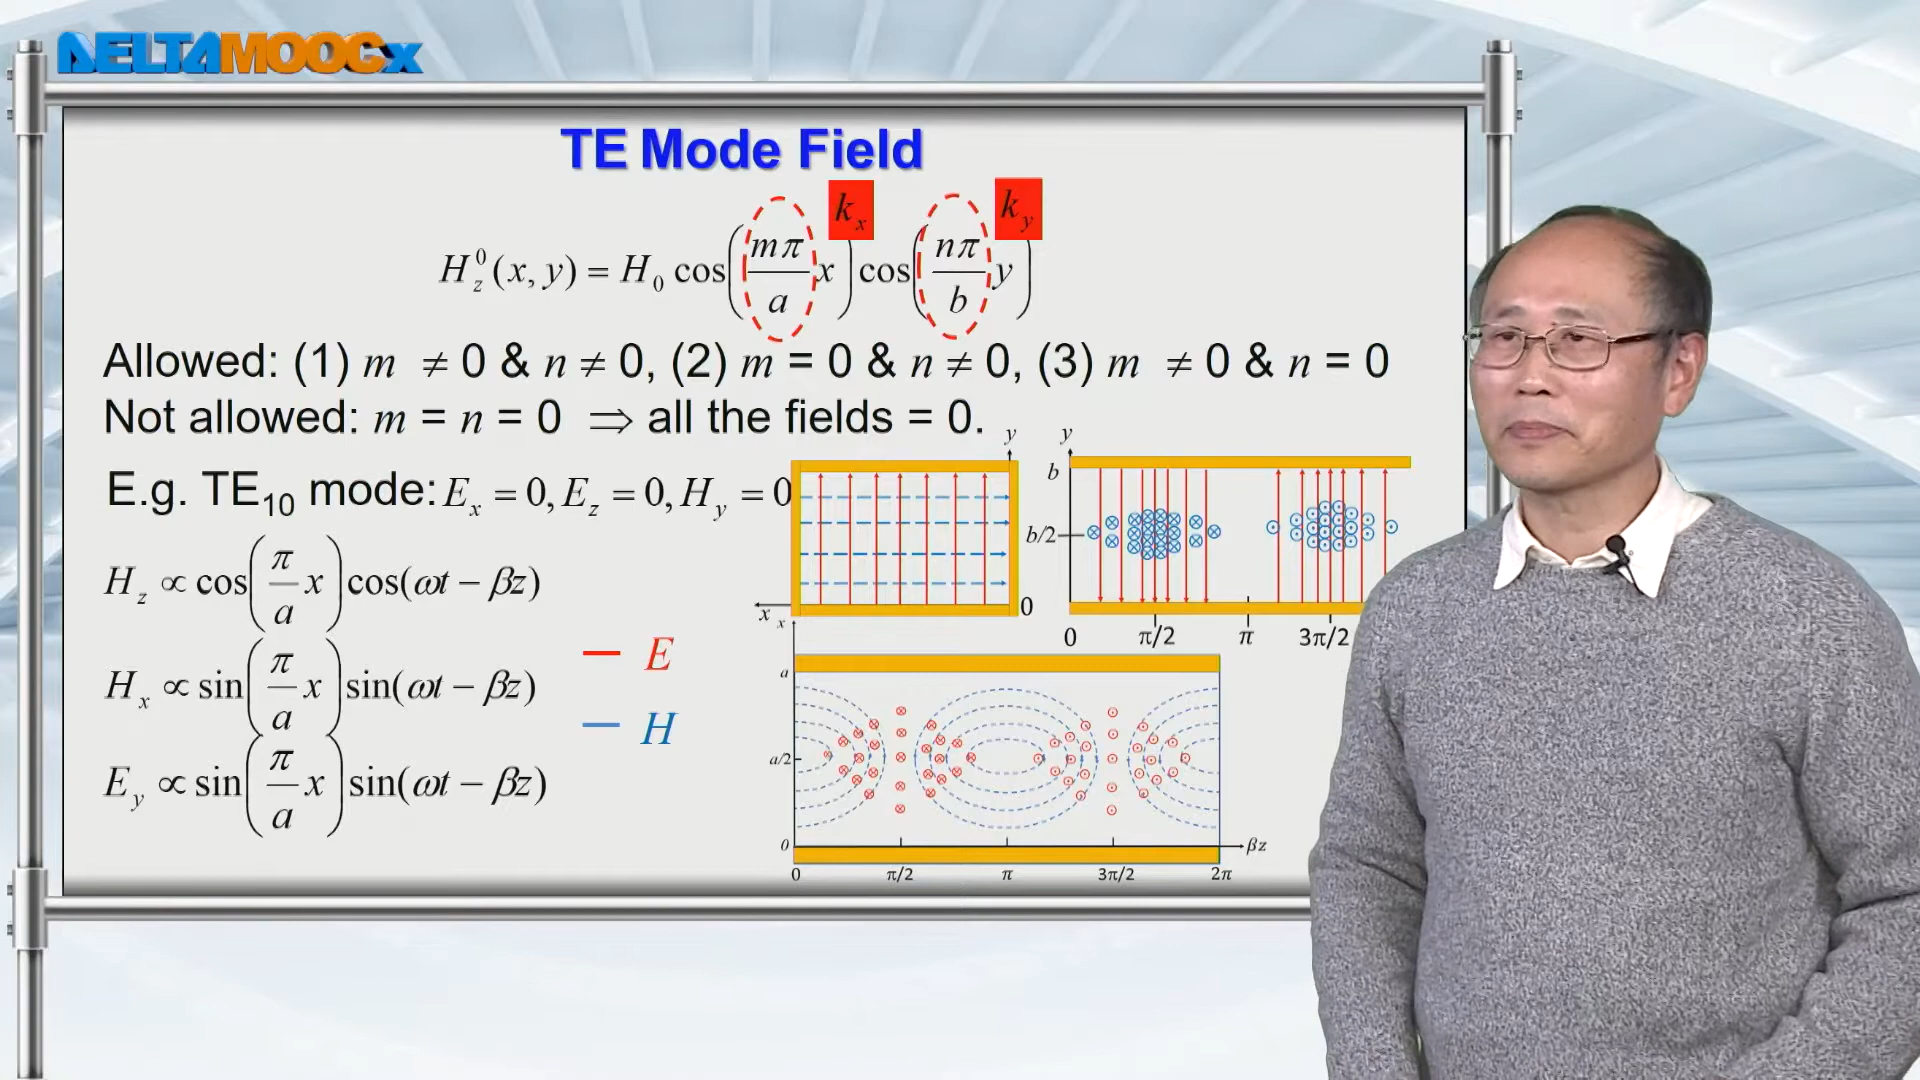 DELTAMOOCx
TE Mode Field
k_x k_y
H_z^0(x, y) = H_0 cos(mπ/a x) cos(nπ/b y)
Allowed: (1) m ≠ 0 & n ≠ 0, (2) m = 0 & n ≠ 0, (3) m ≠ 0 & n = 0
Not allowed: m = n = 0 ⇒ all the fields = 0.
E.g. TE10 mode: E_x = 0, E_z = 0, H_y = 0
H_z ∝ cos(π/a x) cos(ωt − βz)
H_x ∝ sin(π/a x) sin(ωt − βz)
E_y ∝ sin(π/a x) sin(ωt − βz)
E
H
y
x
0
y
b
b/2
0 π/2 π 3π/2
x
a
a/2
0
βz
0 π/2 π 3π/2 2π